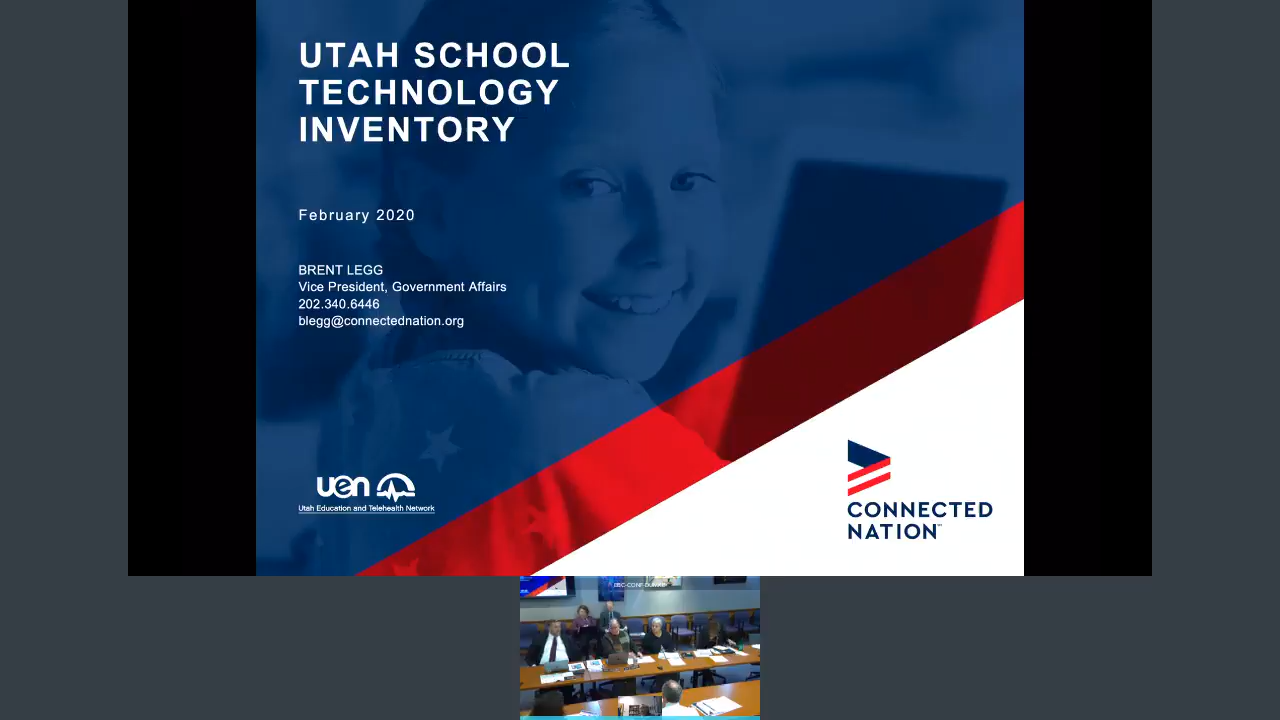 UTAH SCHOOL
TECHNOLOGY
INVENTORY
February 2020
BRENT LEGG
Vice President, Government Affairs
202.340.6446
blegg@connectednation.org
uen
Utah Education and Telehealth Network
CONNECTED
NATION™